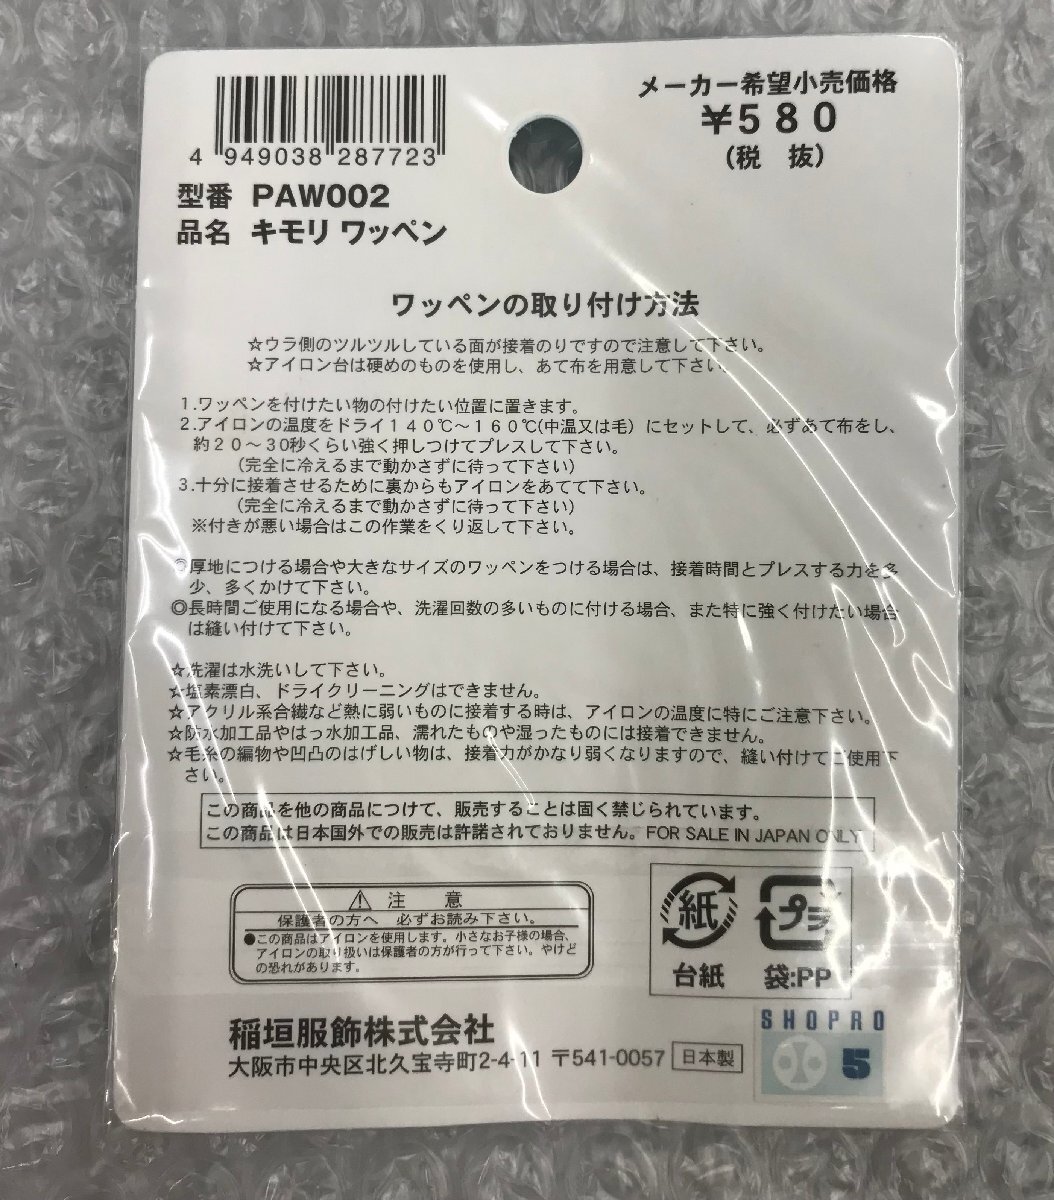 メーカー希望小売価格
¥580
(税 抜)
4 949038 287723
型番 PAW002
品名 キモリ ワッペン
ワッペンの取り付け方法
☆ウラ側のツルツルしている面が接着のりですので注意して下さい。
☆アイロン台は硬めのものを使用し、あて布を用意して下さい。
1.ワッペンを付けたい物の付けたい位置に置きます。
2.アイロンの温度をドライ140℃~160℃(中温又は毛)にセットして、必ずあて布をし、
約20~30秒くらい強く押しつけてプレスして下さい。
(完全に冷えるまで動かさずに待って下さい)
3.十分に接着させるために裏からもアイロンをあてて下さい。
(完全に冷えるまで動かさずに待って下さい)
※付きが悪い場合はこの作業をくり返して下さい。
◎厚地につける場合や大きなサイズのワッペンをつける場合は、接着時間とプレスする力を多
少、多くかけて下さい。
◎長時間ご使用になる場合や、洗濯回数の多いものに付ける場合、また特に強く付けたい場合
は縫い付けて下さい。
☆洗濯は水洗いして下さい。
☆塩素漂白、ドライクリーニングはできません。
☆アクリル系合繊など熱に弱いものに接着する時は、アイロンの温度に特にご注意下さい。
☆防水加工品やはっ水加工品、濡れたものや湿ったものには接着できません。
☆毛糸の編物や凹凸のはげしい物は、接着力がかなり弱くなりますので、縫い付けてご使用下
さい。
この商品を他の商品につけて、販売することは固く禁じられています。
この商品は日本国外での販売は許諾されておりません。FOR SALE IN JAPAN ONLY
⚠注 意
保護者の方へ 必ずお読み下さい。
●この商品はアイロンを使用します。小さなお子様の場合、
アイロンの取り扱いは保護者の方が行って下さい。やけど
の恐れがあります。
紙 プラ
台紙 袋:PP
稲垣服飾株式会社
大阪市中央区北久宝寺町2-4-11 〒541-0057 日本製
SHOPRO
5